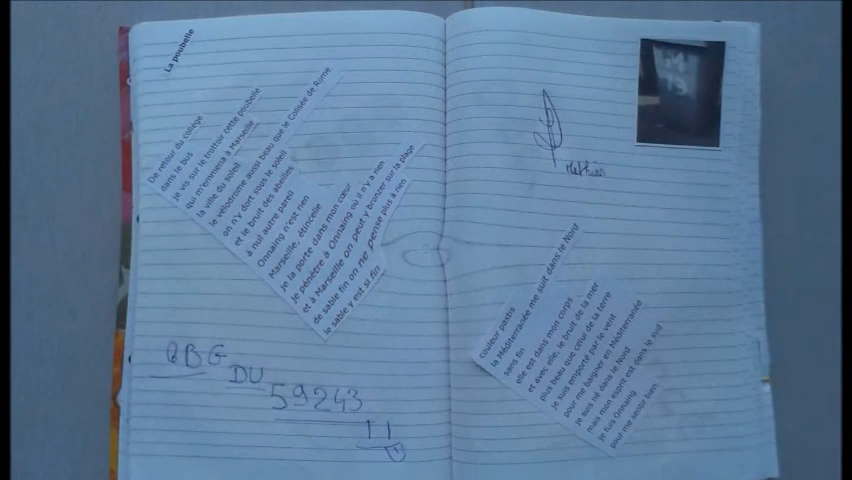 La poubelle
De retour du collège
dans le bus
je vis sur le trottoir cette poubelle
qui m'emmena à Marseille
la ville du soleil
le vélodrome aussi beau que le Colisée de Rome
on n'y dort sous le soleil
et le bruit des abeilles
à nul autre pareil
Onnaing n'est rien
Marseille, étincelle
je la porte dans mon cœur
Je pénètre à Onnaing où il n'y a rien
et à Marseille on peut y bronzer sur la plage
de sable fin on ne pense plus à rien
le sable y est si fin
BG
DU
59243
11
couleur pastis
la Méditerranée me suit dans le Nord
sans fin
elle est dans mon corps
et avec elle, le bruit de la mer
plus beau que celui de la terre
Je suis emporté par le vent
pour me baigner en Méditerranée
Je suis né dans le Nord
mais mon esprit est dans le sud
Je fuis Onnaing
pour me sentir bien.